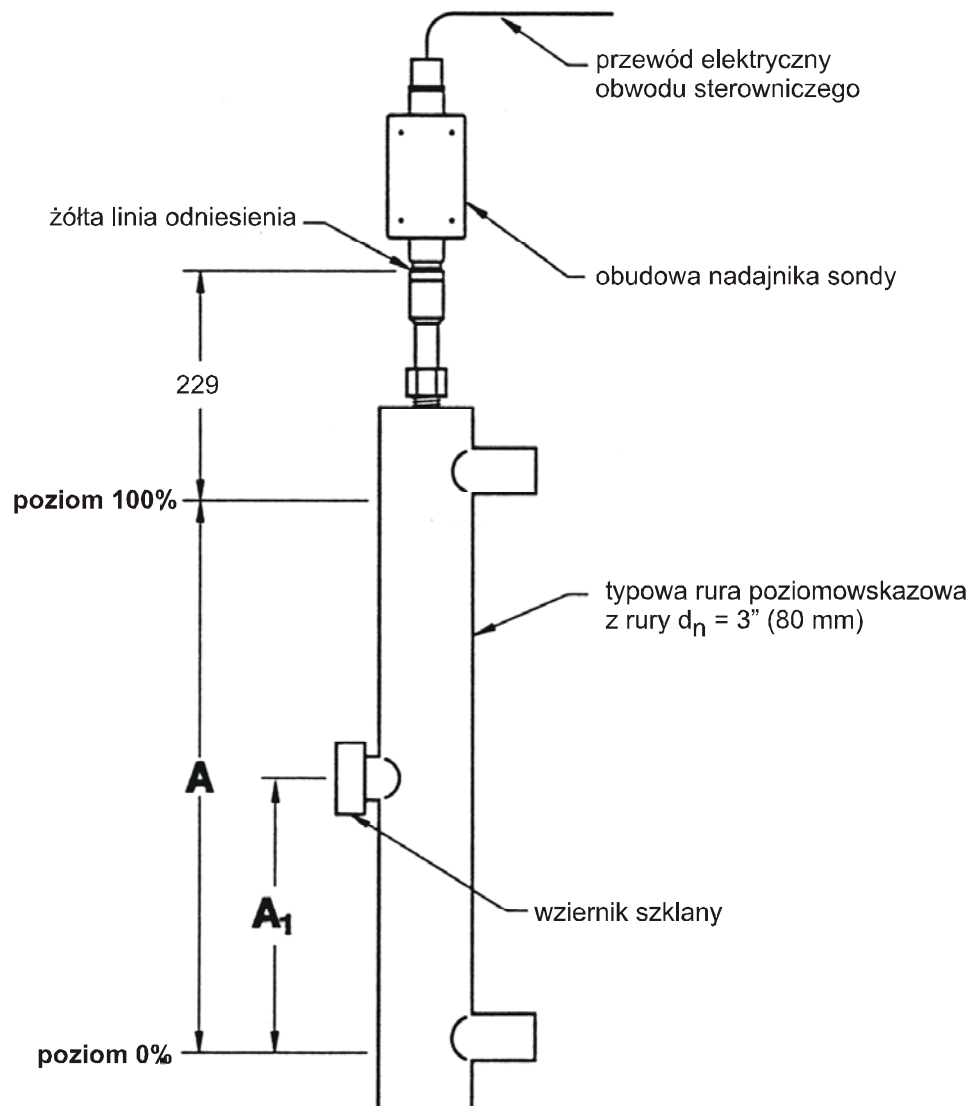 przewód elektryczny
obwodu sterowniczego
żółta linia odniesienia
obudowa nadajnika sondy
229
poziom 100%
typowa rura poziomowskazowa
z rury dn = 3” (80 mm)
A
A1
wziernik szklany
poziom 0%